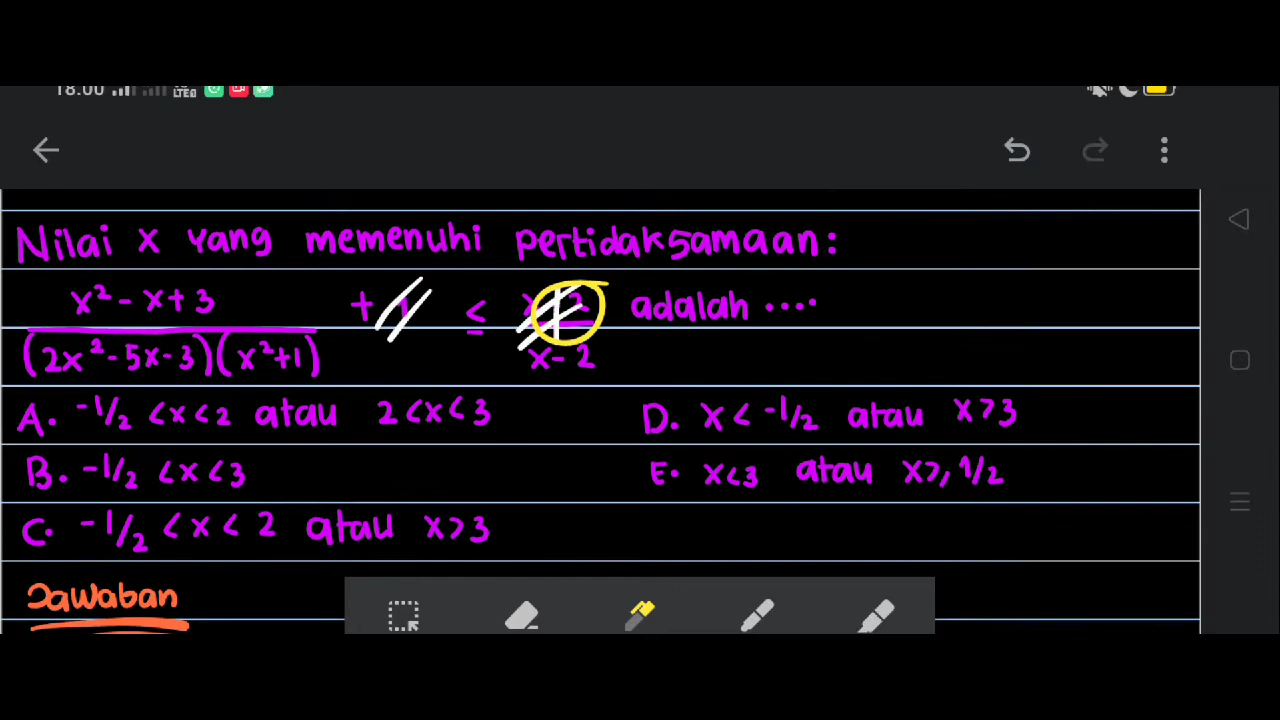 18.00
Nilai x yang memenuhi pertidaksamaan:
x² - x + 3 + ≤ adalah ....
(2x² - 5x - 3)(x² + 1) x - 2
A. -1/2 < x < 2 atau 2 < x < 3 D. x < -1/2 atau x > 3
B. -1/2 < x < 3 E. x < 3 atau x >, 1/2
C. -1/2 < x < 2 atau x > 3
Jawaban